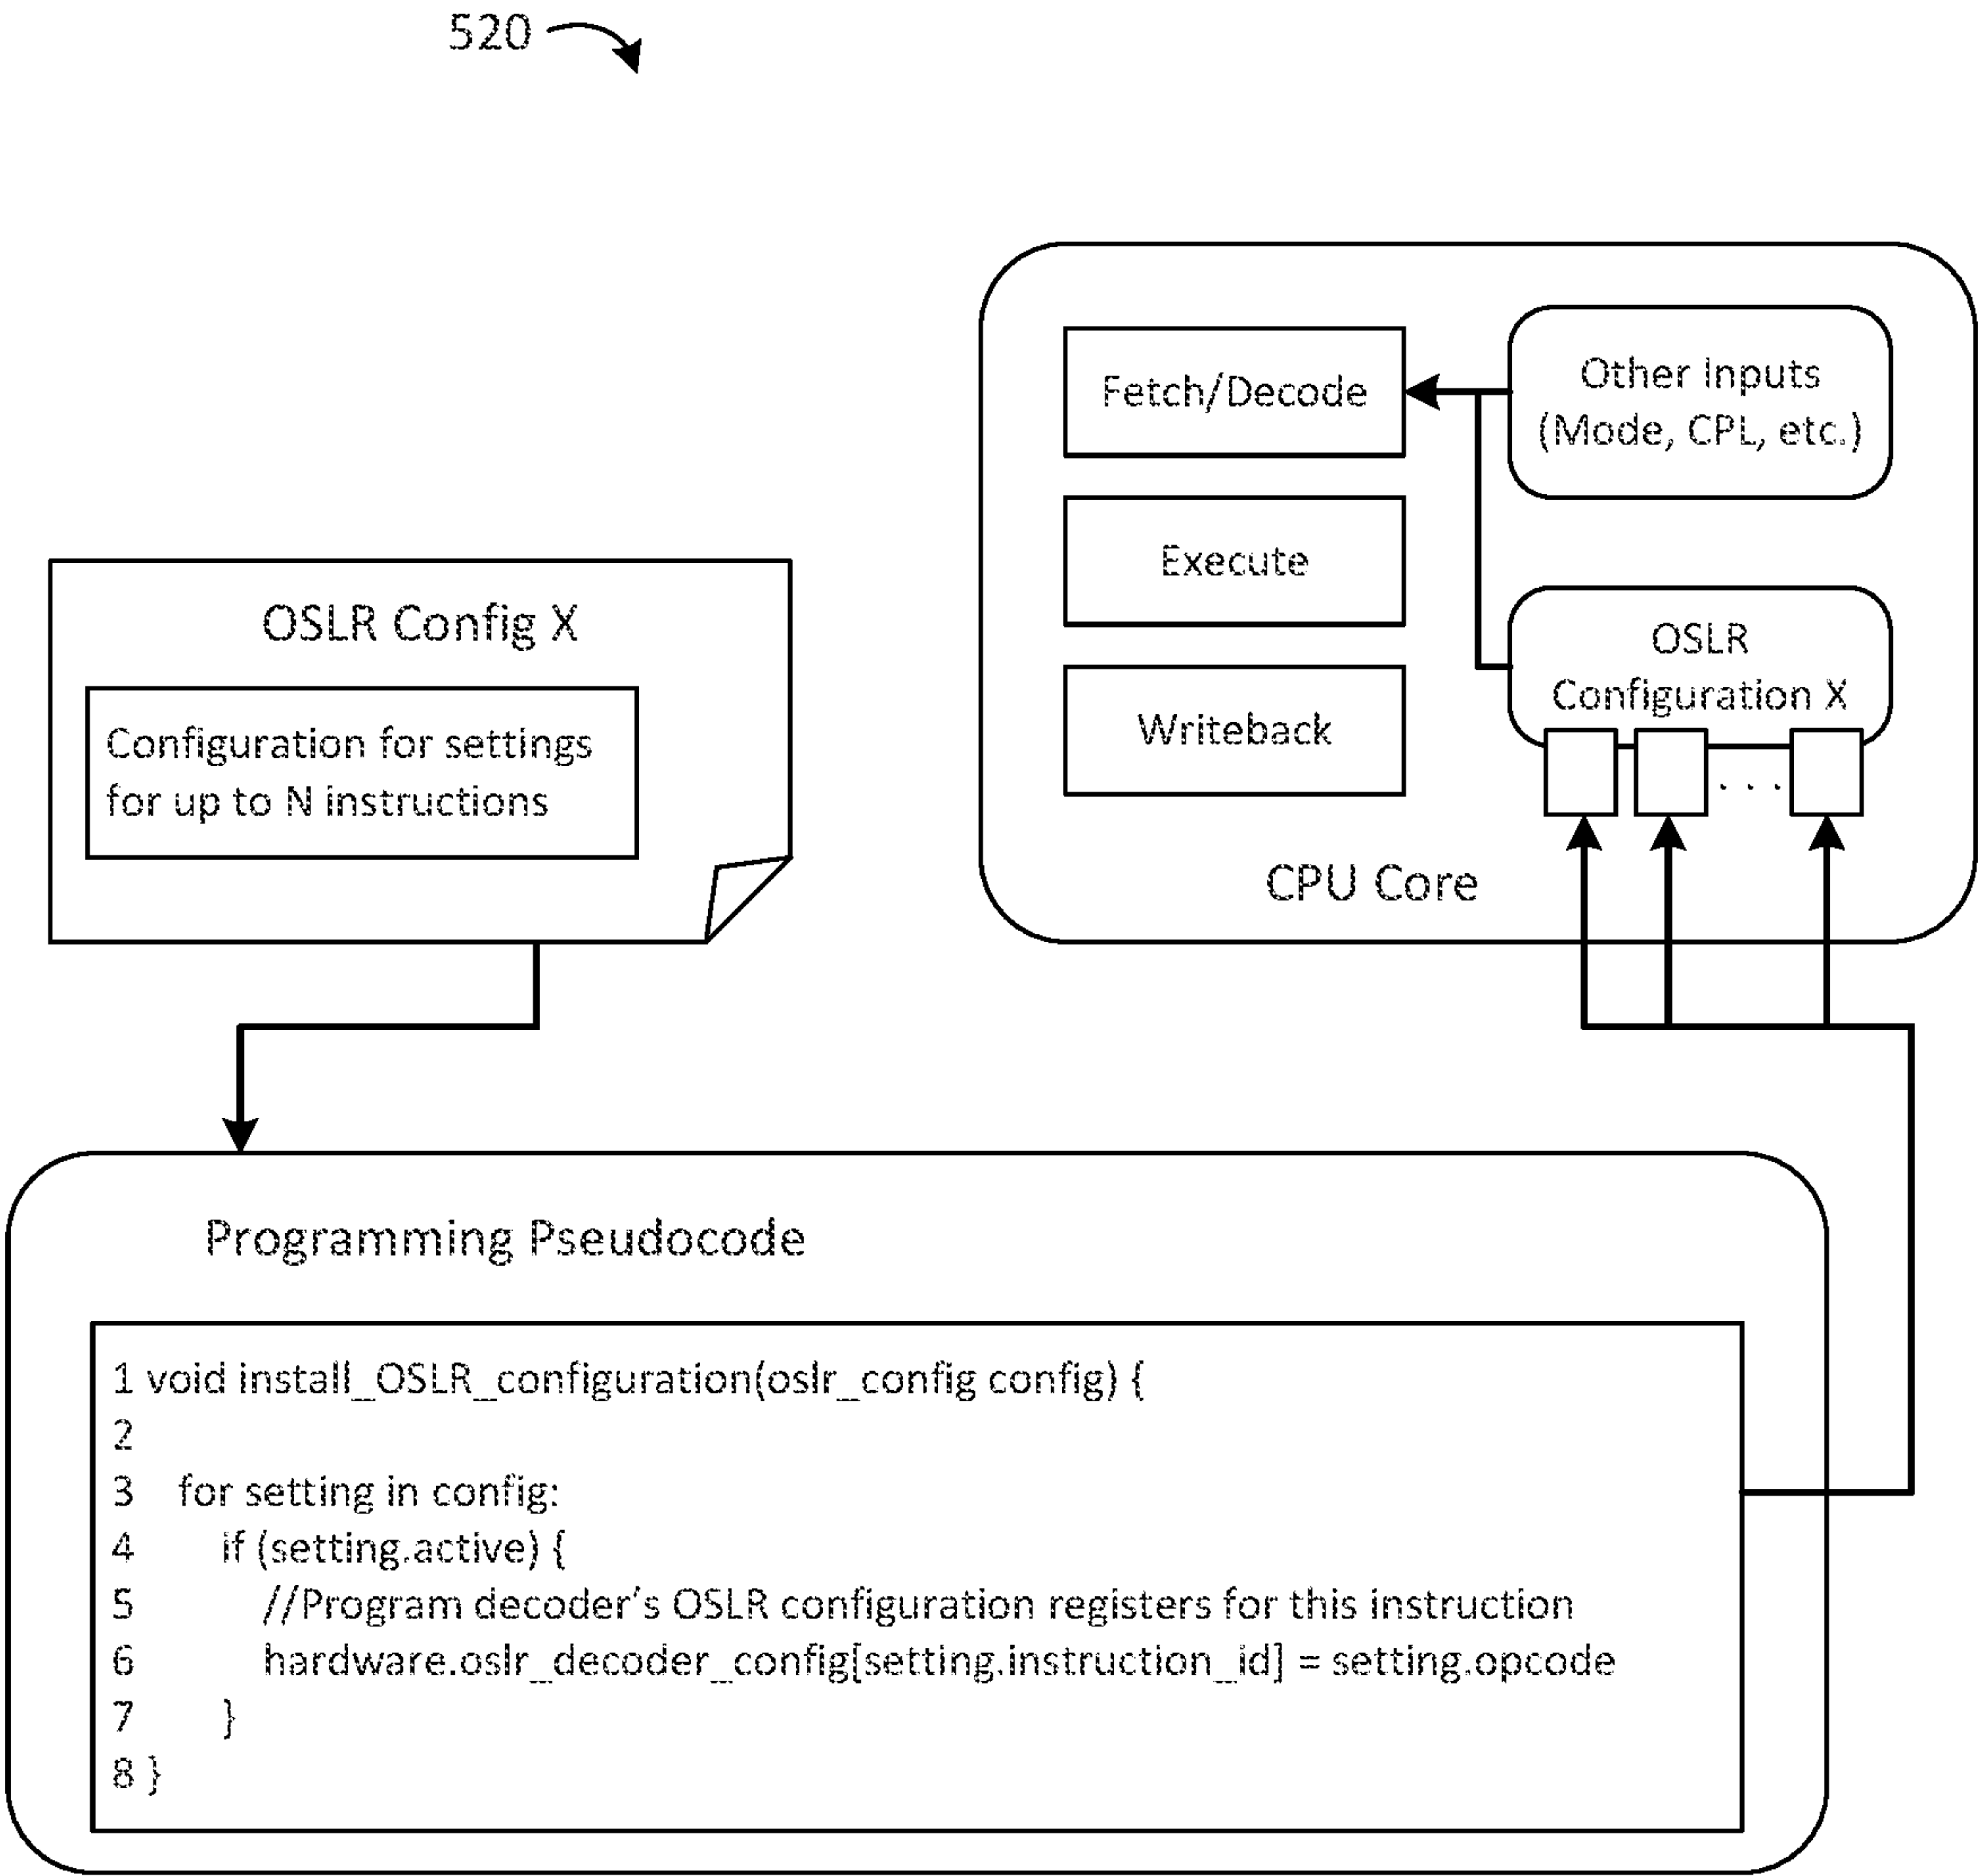 520
Fetch/Decode
Other Inputs
(Mode, CPL, etc.)
Execute
OSLR
Configuration X
Writeback
. . .
CPU Core
OSLR Config X
Configuration for settings
for up to N instructions
Programming Pseudocode
1 void install_OSLR_configuration(oslr_config config) {
2
3 for setting in config:
4 if (setting.active) {
5 //Program decoder’s OSLR configuration registers for this instruction
6 hardware.oslr_decoder_config[setting.instruction_id] = setting.opcode
7 }
8 }